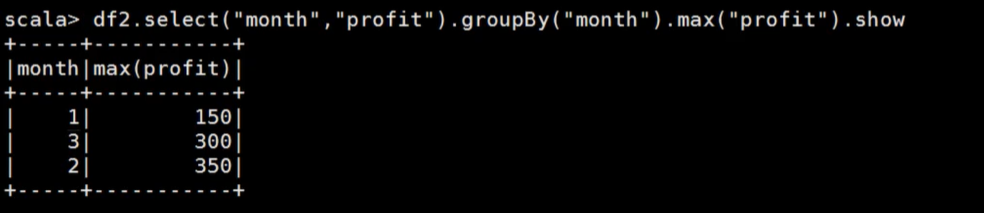 scala> df2.select("month","profit").groupBy("month").max("profit").show
+-----+-----------+
|month|max(profit)|
+-----+-----------+
|    1|        150|
|    3|        300|
|    2|        350|
+-----+-----------+